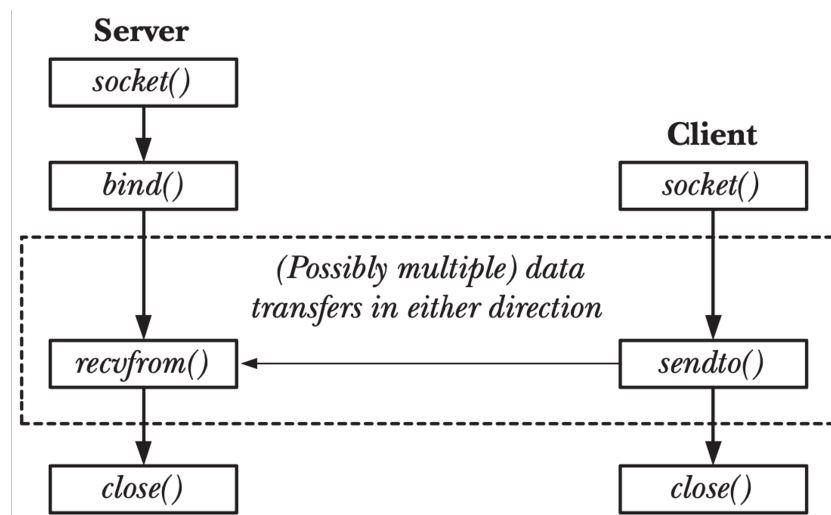 Server
socket()
bind()
Client
socket()
(Possibly multiple) data
transfers in either direction
recvfrom()
sendto()
close()
close()